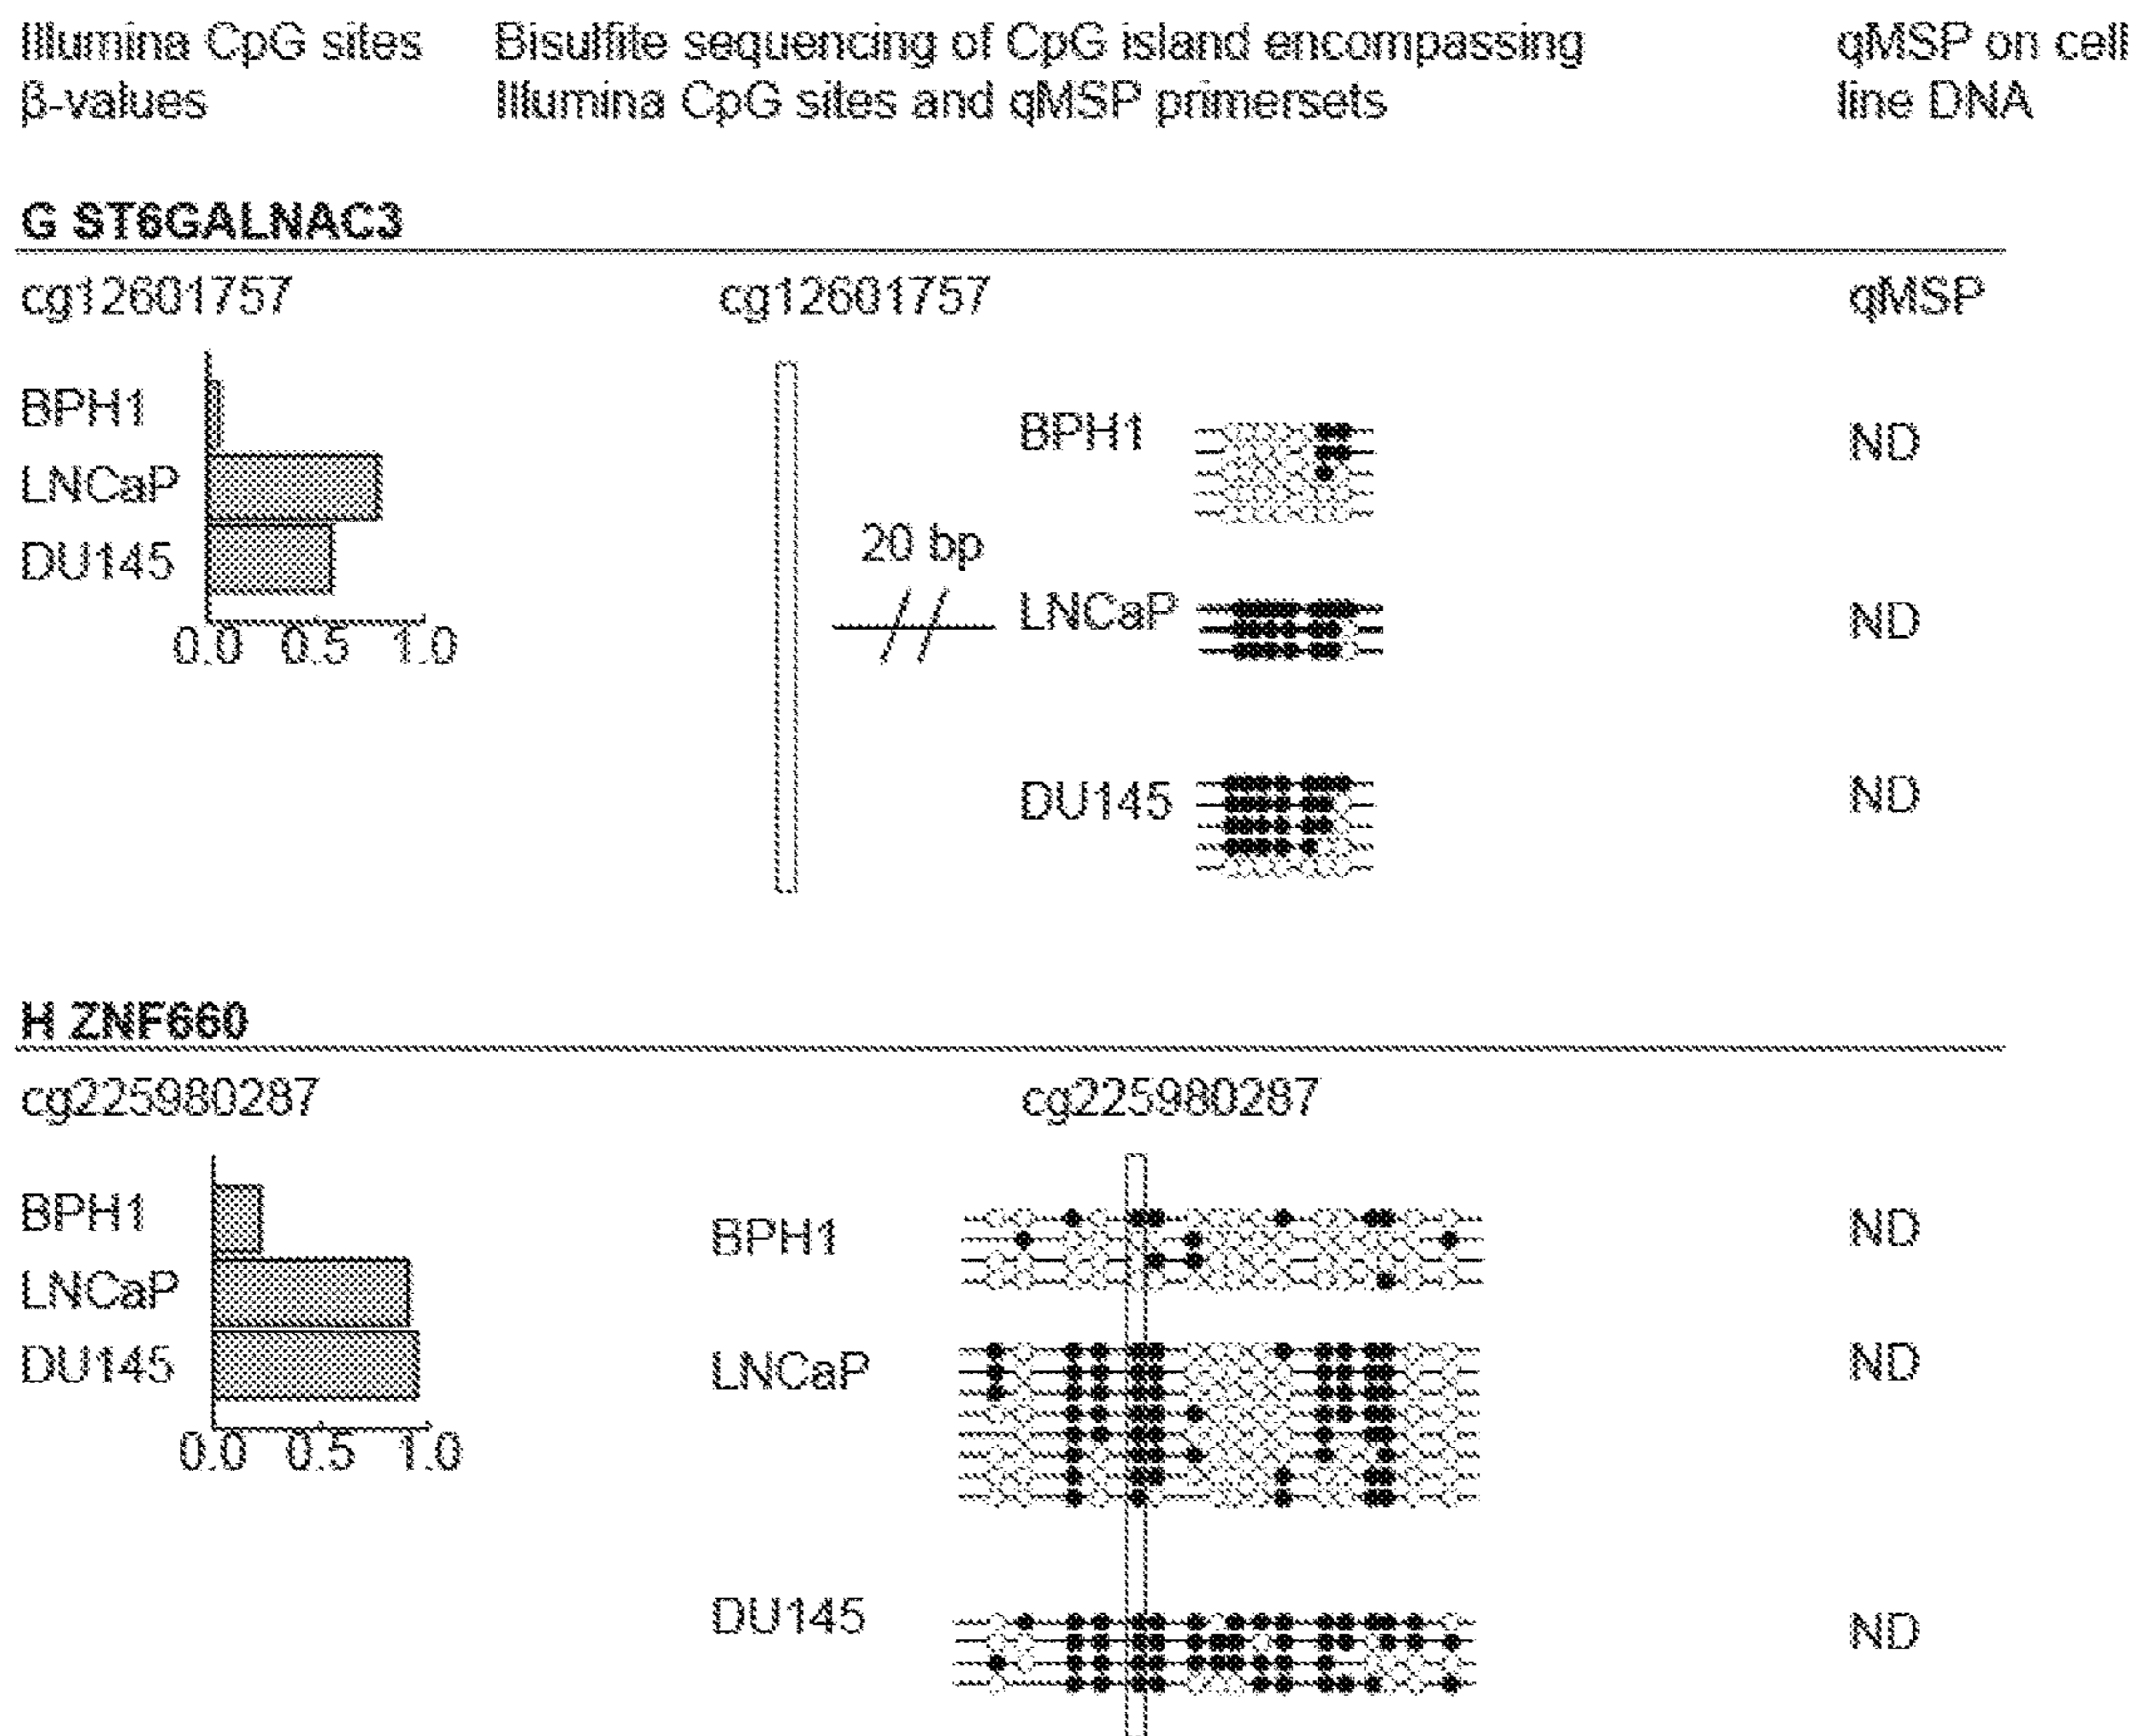 Illumina CpG sites
β-values
Bisulfite sequencing of CpG island encompassing
Illumina CpG sites and qMSP primersets
qMSP on cell
line DNA
G ST6GALNAC3
cg12601757
cg12601757
qMSP
BPH1
LNCaP
DU145
0.0 0.5 1.0
20 bp
BPH1
ND
LNCaP
ND
DU145
ND
H ZNF660
cg225980287
cg225980287
BPH1
LNCaP
DU145
0.0 0.5 1.0
BPH1
ND
LNCaP
ND
DU145
ND